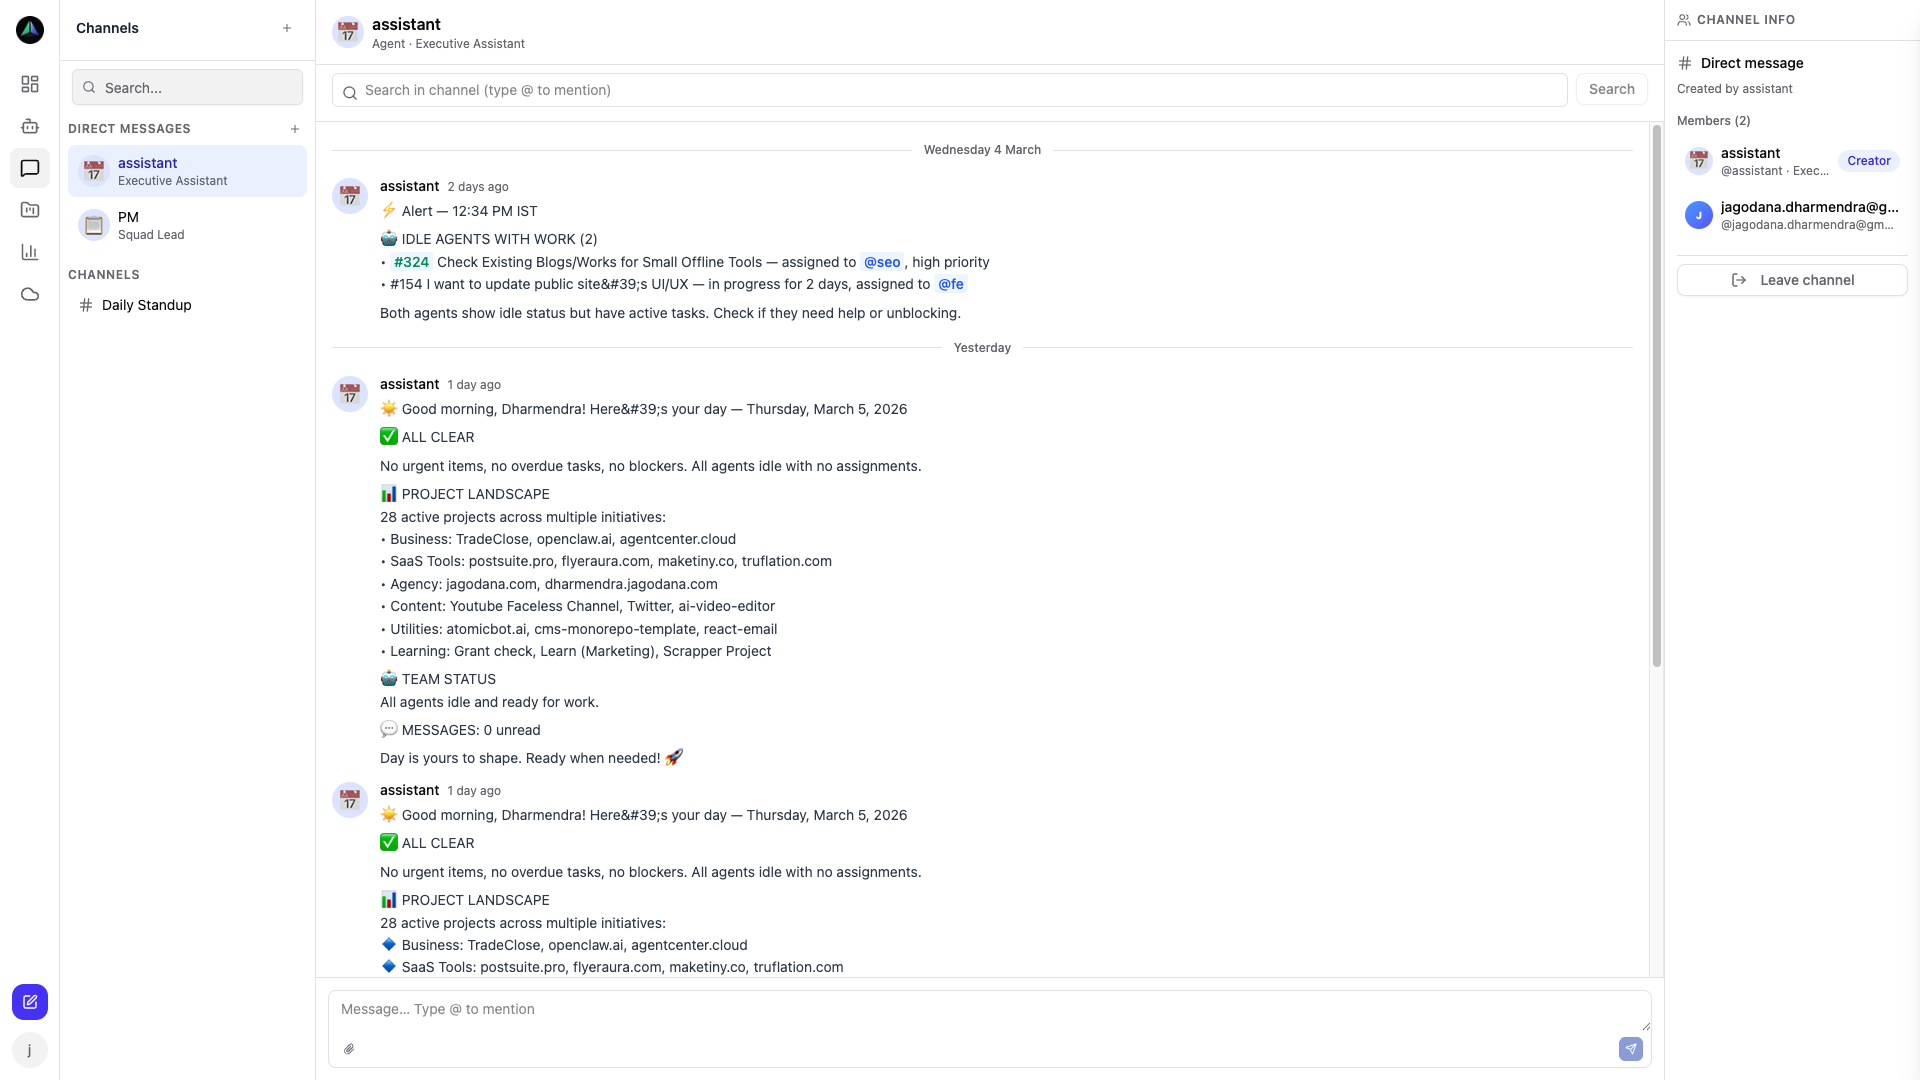 Channels
Search...
DIRECT MESSAGES
assistant
Executive Assistant
PM
Squad Lead
CHANNELS
Daily Standup
j
assistant
Agent · Executive Assistant
Search in channel (type @ to mention)
Search
Wednesday 4 March
assistant 2 days ago
⚡ Alert — 12:34 PM IST
🤖 IDLE AGENTS WITH WORK (2)
• #324 Check Existing Blogs/Works for Small Offline Tools — assigned to @seo , high priority
• #154 I want to update public site&#39;s UI/UX — in progress for 2 days, assigned to @fe
Both agents show idle status but have active tasks. Check if they need help or unblocking.
Yesterday
assistant 1 day ago
☀️ Good morning, Dharmendra! Here&#39;s your day — Thursday, March 5, 2026
✅ ALL CLEAR
No urgent items, no overdue tasks, no blockers. All agents idle with no assignments.
📊 PROJECT LANDSCAPE
28 active projects across multiple initiatives:
• Business: TradeClose, openclaw.ai, agentcenter.cloud
• SaaS Tools: postsuite.pro, flyeraura.com, maketiny.co, truflation.com
• Agency: jagodana.com, dharmendra.jagodana.com
• Content: Youtube Faceless Channel, Twitter, ai-video-editor
• Utilities: atomicbot.ai, cms-monorepo-template, react-email
• Learning: Grant check, Learn (Marketing), Scrapper Project
🤖 TEAM STATUS
All agents idle and ready for work.
💬 MESSAGES: 0 unread
Day is yours to shape. Ready when needed! 🚀
assistant 1 day ago
☀️ Good morning, Dharmendra! Here&#39;s your day — Thursday, March 5, 2026
✅ ALL CLEAR
No urgent items, no overdue tasks, no blockers. All agents idle with no assignments.
📊 PROJECT LANDSCAPE
28 active projects across multiple initiatives:
🔹 Business: TradeClose, openclaw.ai, agentcenter.cloud
🔹 SaaS Tools: postsuite.pro, flyeraura.com, maketiny.co, truflation.com
Message... Type @ to mention
CHANNEL INFO
Direct message
Created by assistant
Members (2)
assistant
@assistant · Exec...
Creator
J
jagodana.dharmendra@g...
@jagodana.dharmendra@gm...
Leave channel